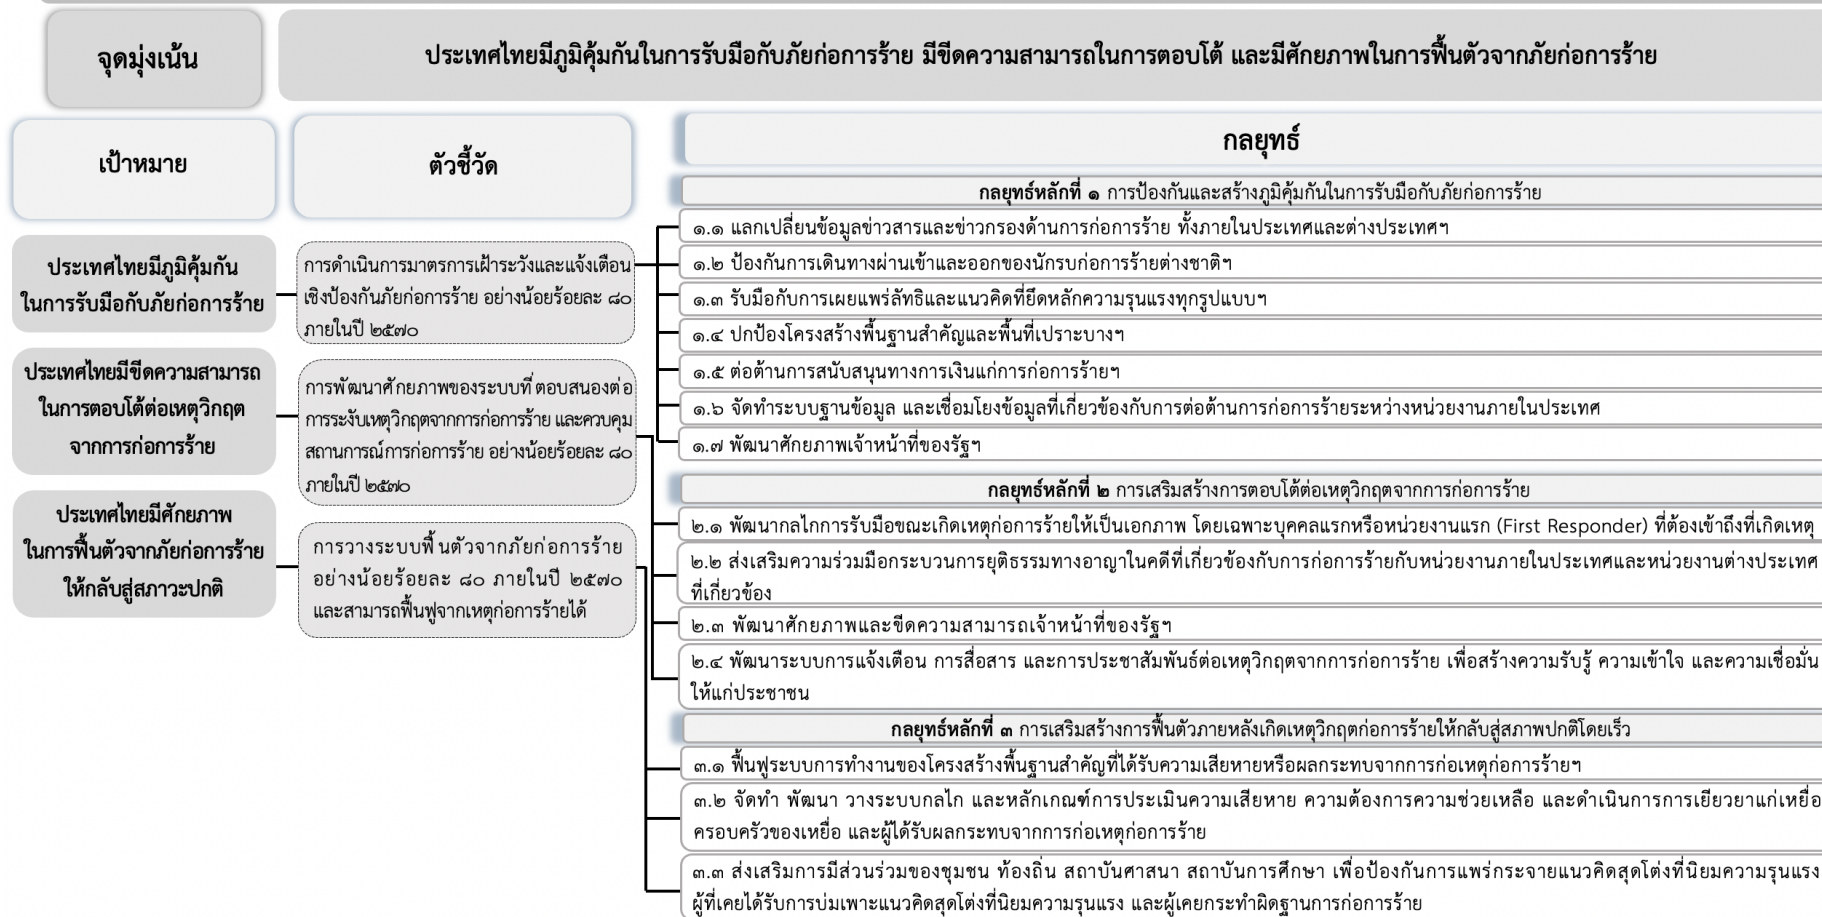 จุดมุ่งเน้น
ประเทศไทยมีภูมิคุ้มกันในการรับมือกับภัยก่อการร้าย มีขีดความสามารถในการตอบโต้ และมีศักยภาพในการฟื้นตัวจากภัยก่อการร้าย
เป้าหมาย
ตัวชี้วัด
กลยุทธ์
ประเทศไทยมีภูมิคุ้มกัน
ในการรับมือกับภัยก่อการร้าย
ประเทศไทยมีขีดความสามารถ
ในการตอบโต้ต่อเหตุวิกฤต
จากการก่อการร้าย
ประเทศไทยมีศักยภาพ
ในการฟื้นตัวจากภัยก่อการร้าย
ให้กลับสู่สภาวะปกติ
การดำเนินการมาตรการเฝ้าระวังและแจ้งเตือน
เชิงป้องกันภัยก่อการร้าย อย่างน้อยร้อยละ ๘๐
ภายในปี ๒๕๗๐
การพัฒนาศักยภาพของระบบที่ตอบสนองต่อ
การระงับเหตุวิกฤตจากการก่อการร้าย และควบคุม
สถานการณ์การก่อการร้าย อย่างน้อยร้อยละ ๘๐
ภายในปี ๒๕๗๐
การวางระบบฟื้นตัวจากภัยก่อการร้าย
อย่างน้อยร้อยละ ๘๐ ภายในปี ๒๕๗๐
และสามารถฟื้นฟูจากเหตุก่อการร้ายได้
กลยุทธ์หลักที่ ๑ การป้องกันและสร้างภูมิคุ้มกันในการรับมือกับภัยก่อการร้าย
๑.๑ แลกเปลี่ยนข้อมูลข่าวสารและข่าวกรองด้านการก่อการร้าย ทั้งภายในประเทศและต่างประเทศฯ
๑.๒ ป้องกันการเดินทางผ่านเข้าและออกของนักรบก่อการร้ายต่างชาติฯ
๑.๓ รับมือกับการเผยแพร่ลัทธิและแนวคิดที่ยึดหลักความรุนแรงทุกรูปแบบฯ
๑.๔ ปกป้องโครงสร้างพื้นฐานสำคัญและพื้นที่เปราะบางฯ
๑.๕ ต่อต้านการสนับสนุนทางการเงินแก่การก่อการร้ายฯ
๑.๖ จัดทำระบบฐานข้อมูล และเชื่อมโยงข้อมูลที่เกี่ยวข้องกับการต่อต้านการก่อการร้ายระหว่างหน่วยงานภายในประเทศ
๑.๗ พัฒนาศักยภาพเจ้าหน้าที่ของรัฐฯ
กลยุทธ์หลักที่ ๒ การเสริมสร้างการตอบโต้ต่อเหตุวิกฤตจากการก่อการร้าย
๒.๑ พัฒนากลไกการรับมือขณะเกิดเหตุก่อการร้ายให้เป็นเอกภาพ โดยเฉพาะบุคคลแรกหรือหน่วยงานแรก (First Responder) ที่ต้องเข้าถึงที่เกิดเหตุ
๒.๒ ส่งเสริมความร่วมมือกระบวนการยุติธรรมทางอาญาในคดีที่เกี่ยวข้องกับการก่อการร้ายกับหน่วยงานภายในประเทศและหน่วยงานต่างประเทศ
ที่เกี่ยวข้อง
๒.๓ พัฒนาศักยภาพและขีดความสามารถเจ้าหน้าที่ของรัฐฯ
๒.๔ พัฒนาระบบการแจ้งเตือน การสื่อสาร และการประชาสัมพันธ์ต่อเหตุวิกฤตจากการก่อการร้าย เพื่อสร้างความรับรู้ ความเข้าใจ และความเชื่อมั่น
ให้แก่ประชาชน
กลยุทธ์หลักที่ ๓ การเสริมสร้างการฟื้นตัวภายหลังเกิดเหตุวิกฤตก่อการร้ายให้กลับสู่สภาพปกติโดยเร็ว
๓.๑ ฟื้นฟูระบบการทำงานของโครงสร้างพื้นฐานสำคัญที่ได้รับความเสียหายหรือผลกระทบจากการก่อเหตุก่อการร้ายฯ
๓.๒ จัดทำ พัฒนา วางระบบกลไก และหลักเกณฑ์การประเมินความเสียหาย ความต้องการความช่วยเหลือ และดำเนินการการเยียวยาแก่เหยื่อ
ครอบครัวของเหยื่อ และผู้ได้รับผลกระทบจากการก่อเหตุก่อการร้าย
๓.๓ ส่งเสริมการมีส่วนร่วมของชุมชน ท้องถิ่น สถาบันศาสนา สถาบันการศึกษา เพื่อป้องกันการแพร่กระจายแนวคิดสุดโต่งที่นิยมความรุนแรง
ผู้ที่เคยได้รับการบ่มเพาะแนวคิดสุดโต่งที่นิยมความรุนแรง และผู้เคยกระทำผิดฐานการก่อการร้าย